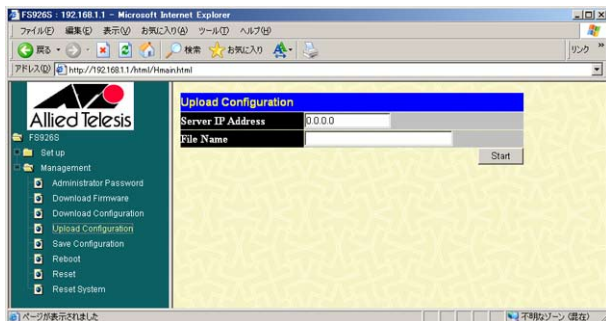 FS926S : 192.168.1.1 - Microsoft Internet Explorer
ファイル(F) 編集(E) 表示(V) お気に入り(A) ツール(T) ヘルプ(H)
戻る 検索 お気に入り リンク
アドレス(D) http://192.168.1.1/html/Hmain.html
Allied Telesis
FS926S
Set up
Management
Administrator Password
Download Firmware
Download Configuration
Upload Configuration
Save Configuration
Reboot
Reset
Reset System
Upload Configuration
Server IP Address 0.0.0.0
File Name
Start
ページが表示されました 不明なゾーン (混在)